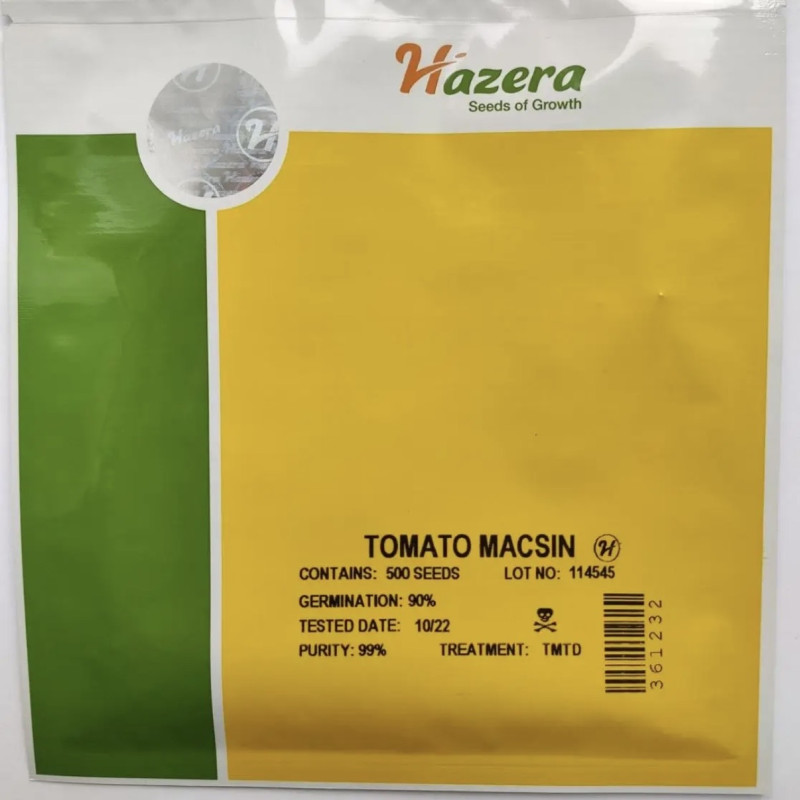 Hazera
Seeds of Growth
Hazera
TOMATO MACSIN H
CONTAINS: 500 SEEDS LOT NO: 114545
GERMINATION: 90%
TESTED DATE: 10/22
PURITY: 99% TREATMENT: TMTD
361232